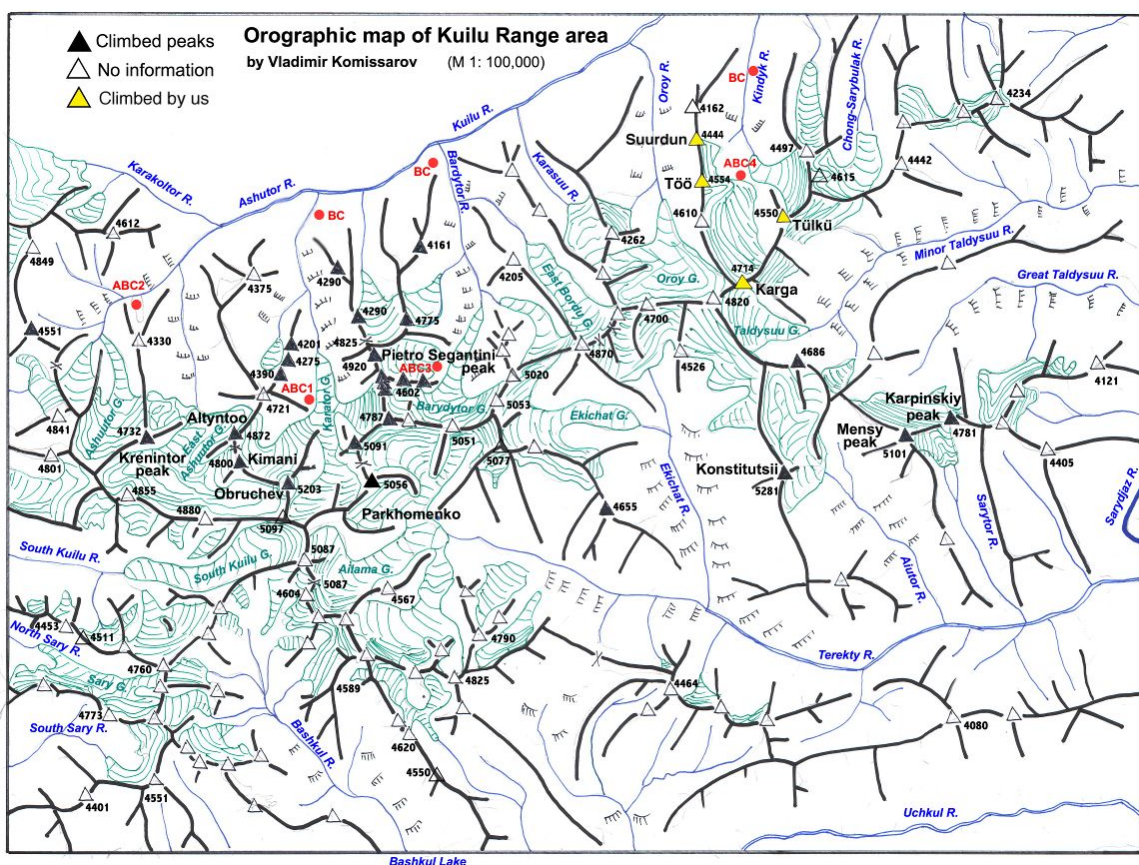 Orographic map of Kuilu Range area
by Vladimir Komissarov (M 1: 100,000)
Climbed peaks
No information
Climbed by us
Kuilu R.
Oroy R.
BC
Kindyk R.
Chong-Sarybulak R.
4234
4162
Suurdun
4444
4497
4442
ABC4
4615
Töö
4554
Karakoltor R.
Ashutor R.
BC
Bardytor R.
Karasuu R.
BC
4612
4610
4550
Tülkü
4849
4161
4262
Minor Taldysuu R.
4375
4290
4205
East Bordu G.
Oroy G.
4714
Karga
Great Taldysuu R.
ABC2
4820
4700
Taldysuu G.
4551
4290
4775
4330
4201
4825
Pietro Segantini
peak
4870
4275
4920
ABC3
4526
4686
4390
4602
5020
4121
ABC1
4721
Karator G.
Barydytor G.
5053
Ekichat G.
Karpinskiy
peak
4841
Ashuutor G.
Altyntoo
4787
4781
4732
East
Ashuutor G.
4872
5091
5051
Mensy
peak
5101
4801
Krenintor
peak
4800
Kimani
5077
Konstitutsii
4405
4855
Obruchev
5203
5056
5281
Ekichat R.
Sarytor R.
Sarydjaz R.
4880
5097
Parkhomenko
4655
South Kuilu R.
South Kuilu G.
5087
Ailama G.
5087
Aiutor R.
4604
4567
4453
4511
North Sary R.
4790
4760
Terekty R.
Sary G.
4589
4825
4464
4773
South Sary R.
Bashkul R.
4620
4080
4550
4401
4551
Uchkul R.
Bashkul Lake